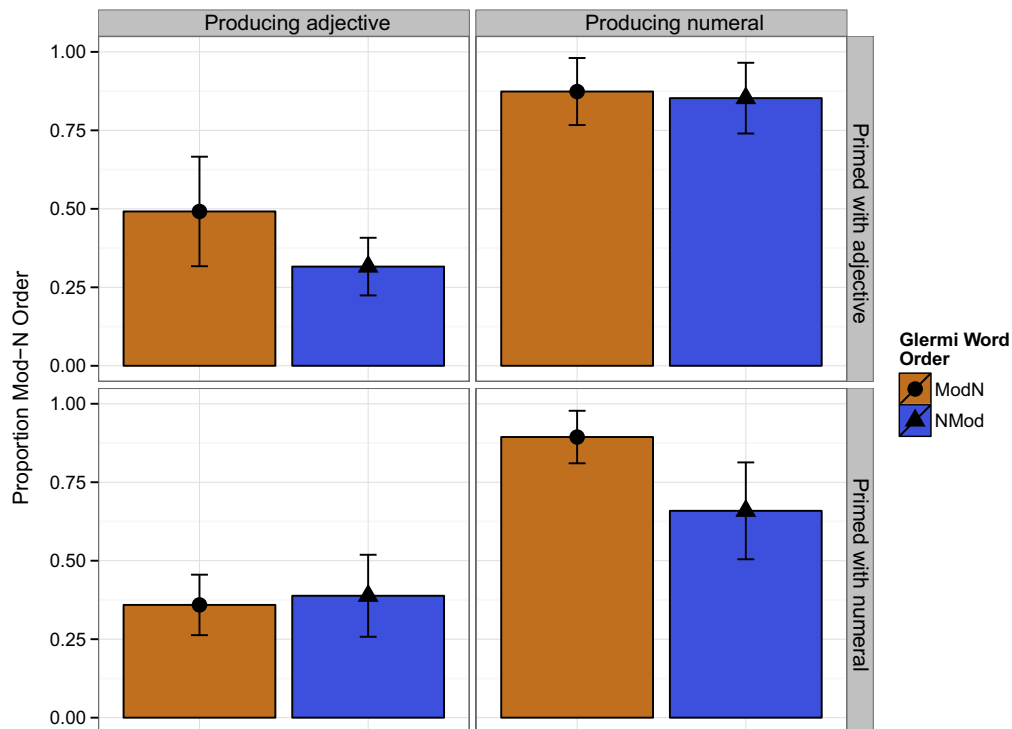 Producing adjective
Producing numeral
1.00
0.75
0.50
0.25
0.00
Primed with adjective
1.00
0.75
0.50
0.25
0.00
Primed with numeral
Proportion Mod−N Order
Glermi Word
Order
ModN
NMod